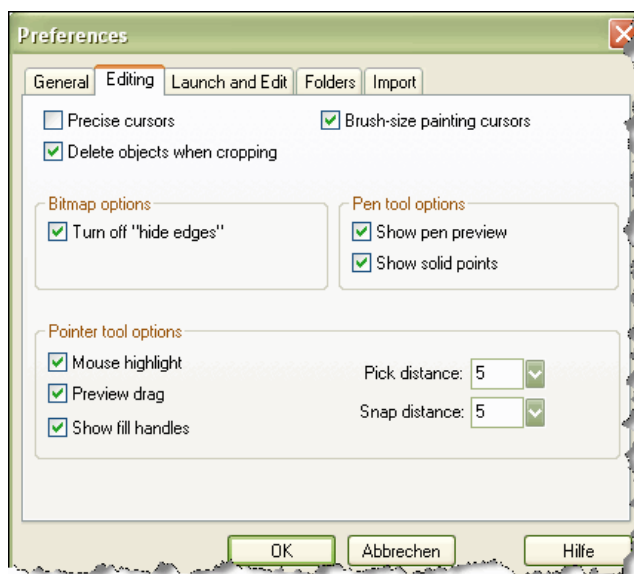 Preferences
General Editing Launch and Edit Folders Import
Precise cursors Brush-size painting cursors
Delete objects when cropping
Bitmap options Pen tool options
Turn off "hide edges" Show pen preview
Show solid points
Pointer tool options
Mouse highlight
Pick distance: 5
Preview drag
Snap distance: 5
Show fill handles
OK Abbrechen Hilfe